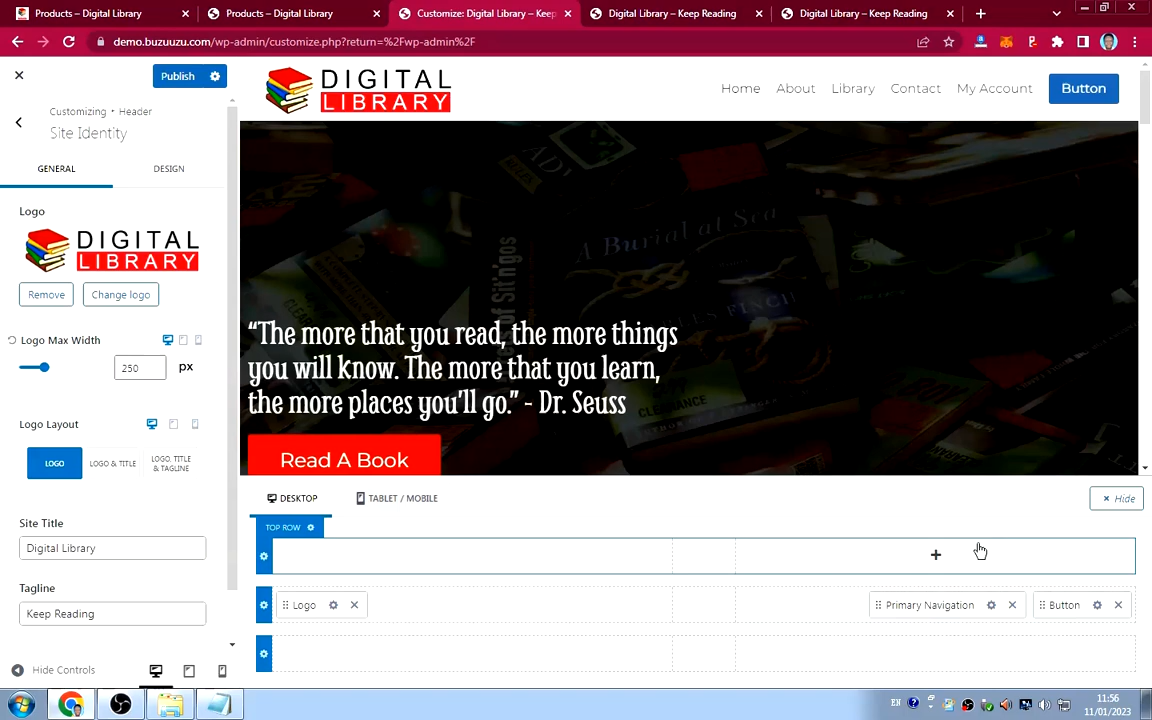 Products – Digital Library
Products – Digital Library
Customize: Digital Library – Keep
Digital Library – Keep Reading
Digital Library – Keep Reading
demo.buzuuzu.com/wp-admin/customize.php?return=%2Fwp-admin%2F
Publish
Customizing • Header
Site Identity
GENERAL
DESIGN
Logo
DIGITAL
LIBRARY
Remove
Change logo
Logo Max Width
250
px
Logo Layout
LOGO
LOGO & TITLE
LOGO, TITLE
& TAGLINE
Site Title
Digital Library
Tagline
Keep Reading
Hide Controls
DIGITAL
LIBRARY
Home
About
Library
Contact
My Account
Button
A Burial at Sea
FINCH
CLEARANCE
“The more that you read, the more things
you will know. The more that you learn,
the more places you'll go.” - Dr. Seuss
Read A Book
DESKTOP
TABLET / MOBILE
× Hide
TOP ROW
Logo
Primary Navigation
Button
EN
11:56
11/01/2023